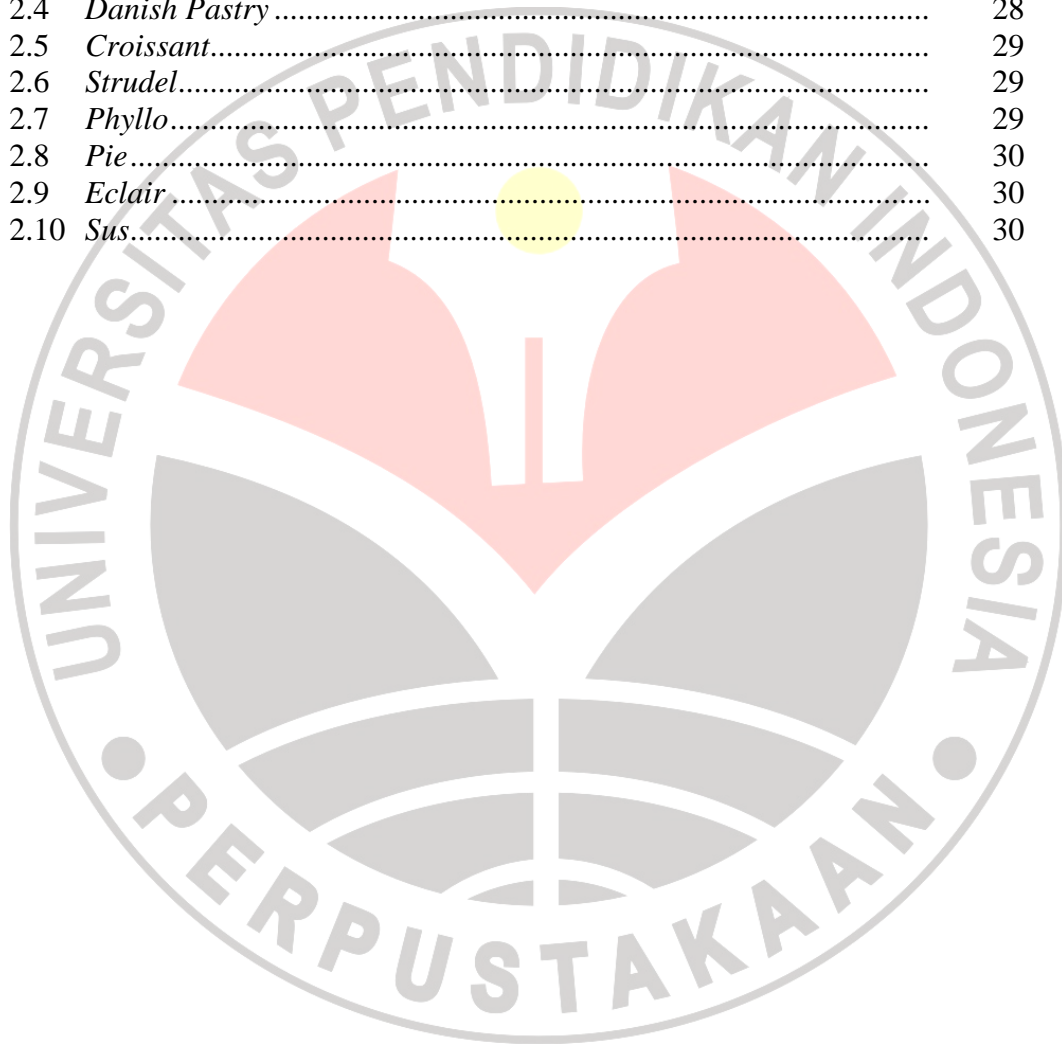 2.4 Danish Pastry ........................................................................................ 28
2.5 Croissant.................................................................................................. 29
2.6 Strudel...................................................................................................... 29
2.7 Phyllo....................................................................................................... 29
2.8 Pie............................................................................................................ 30
2.9 Eclair ....................................................................................................... 30
2.10 Sus............................................................................................................ 30
UNIVERSITAS PENDIDIKAN INDONESIA
PERPUSTAKAAN